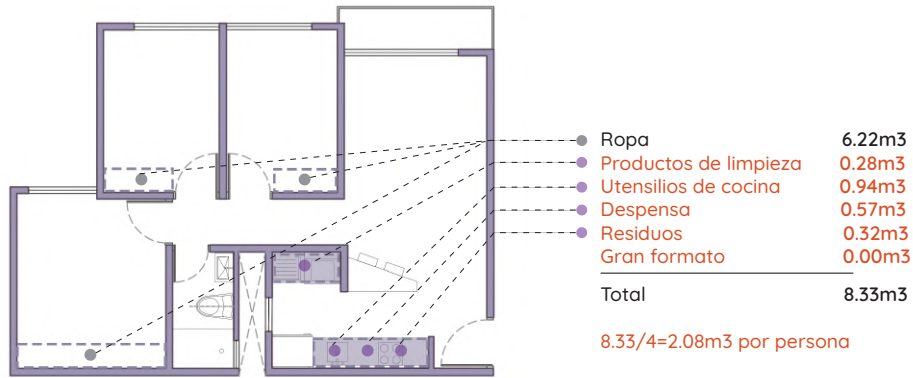 Ropa 6.22m3
Productos de limpieza 0.28m3
Utensilios de cocina 0.94m3
Despensa 0.57m3
Residuos 0.32m3
Gran formato 0.00m3
Total 8.33m3
8.33/4=2.08m3 por persona